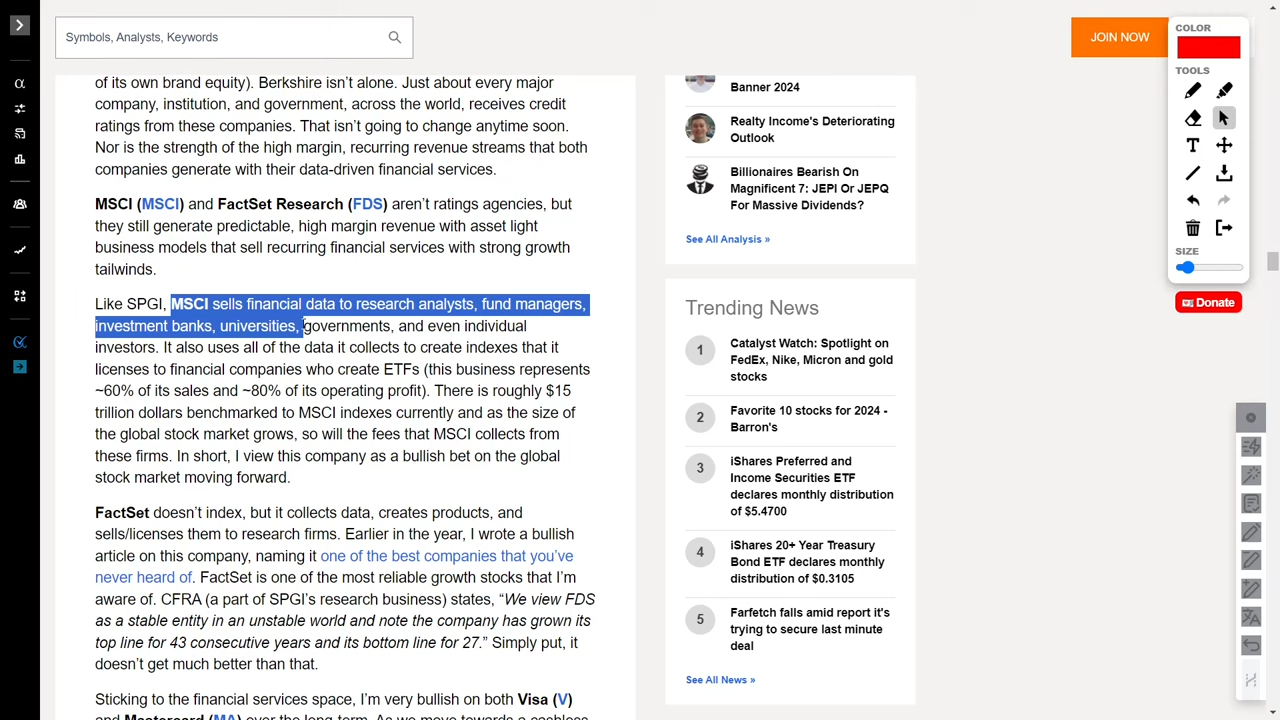 Symbols, Analysts, Keywords
JOIN NOW
of its own brand equity). Berkshire isn’t alone. Just about every major
company, institution, and government, across the world, receives credit
ratings from these companies. That isn’t going to change anytime soon.
Nor is the strength of the high margin, recurring revenue streams that both
companies generate with their data-driven financial services.
MSCI (MSCI) and FactSet Research (FDS) aren’t ratings agencies, but
they still generate predictable, high margin revenue with asset light
business models that sell recurring financial services with strong growth
tailwinds.
Like SPGI, MSCI sells financial data to research analysts, fund managers,
investment banks, universities, governments, and even individual
investors. It also uses all of the data it collects to create indexes that it
licenses to financial companies who create ETFs (this business represents
~60% of its sales and ~80% of its operating profit). There is roughly $15
trillion dollars benchmarked to MSCI indexes currently and as the size of
the global stock market grows, so will the fees that MSCI collects from
these firms. In short, I view this company as a bullish bet on the global
stock market moving forward.
FactSet doesn’t index, but it collects data, creates products, and
sells/licenses them to research firms. Earlier in the year, I wrote a bullish
article on this company, naming it one of the best companies that you’ve
never heard of. FactSet is one of the most reliable growth stocks that I’m
aware of. CFRA (a part of SPGI’s research business) states, “We view FDS
as a stable entity in an unstable world and note the company has grown its
top line for 43 consecutive years and its bottom line for 27.” Simply put, it
doesn’t get much better than that.
Sticking to the financial services space, I’m very bullish on both Visa (V)
and Mastercard (MA) over the long-term. As we move towards a cashless
Banner 2024
Realty Income's Deteriorating
Outlook
Billionaires Bearish On
Magnificent 7: JEPI Or JEPQ
For Massive Dividends?
See All Analysis »
Trending News
1
Catalyst Watch: Spotlight on
FedEx, Nike, Micron and gold
stocks
2
Favorite 10 stocks for 2024 -
Barron's
3
iShares Preferred and
Income Securities ETF
declares monthly distribution
of $5.4700
4
iShares 20+ Year Treasury
Bond ETF declares monthly
distribution of $0.3105
5
Farfetch falls amid report it's
trying to secure last minute
deal
See All News »
COLOR
TOOLS
SIZE
Donate